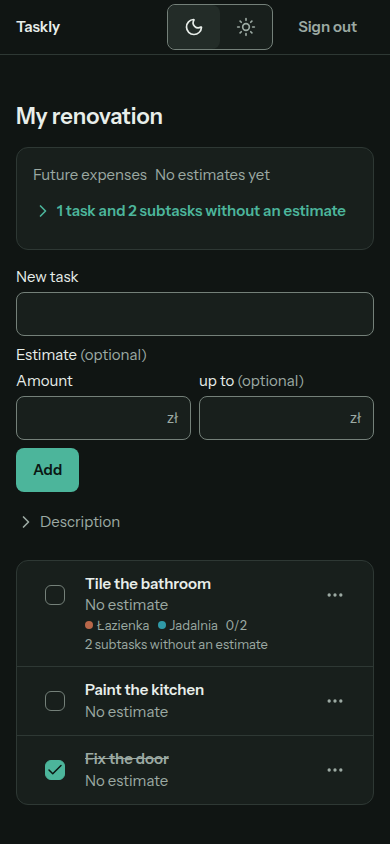 Taskly
Sign out
My renovation
Future expenses No estimates yet
1 task and 2 subtasks without an estimate
New task
Estimate (optional)
Amount
up to (optional)
zł
zł
Add
Description
Tile the bathroom
No estimate
Łazienka Jadalnia 0/2
2 subtasks without an estimate
Paint the kitchen
No estimate
Fix the door
No estimate